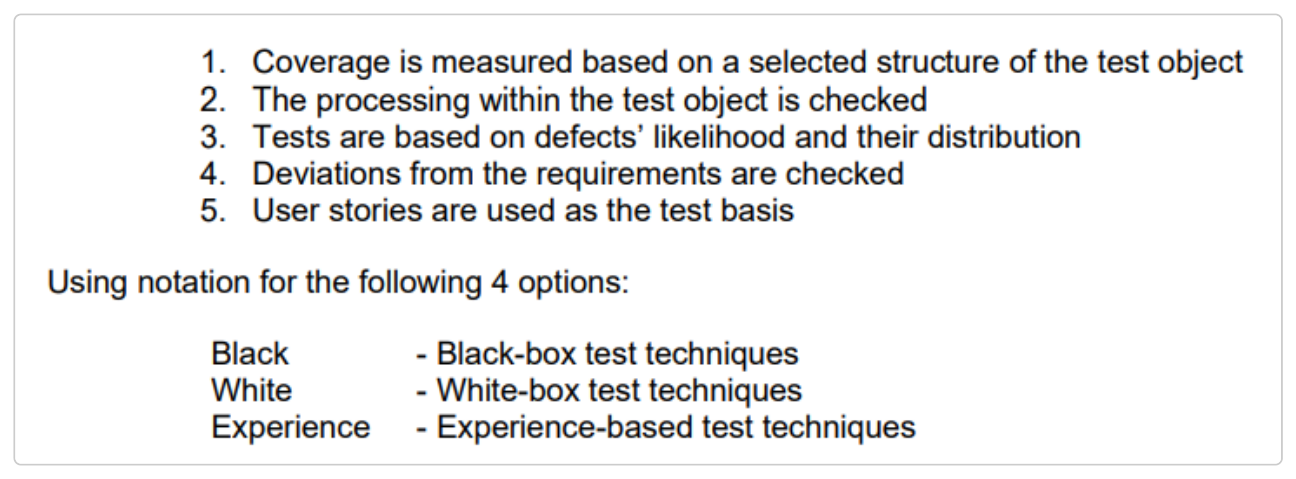 1. Coverage is measured based on a selected structure of the test object
2. The processing within the test object is checked
3. Tests are based on defects’ likelihood and their distribution
4. Deviations from the requirements are checked
5. User stories are used as the test basis
Using notation for the following 4 options:
Black - Black-box test techniques
White - White-box test techniques
Experience - Experience-based test techniques